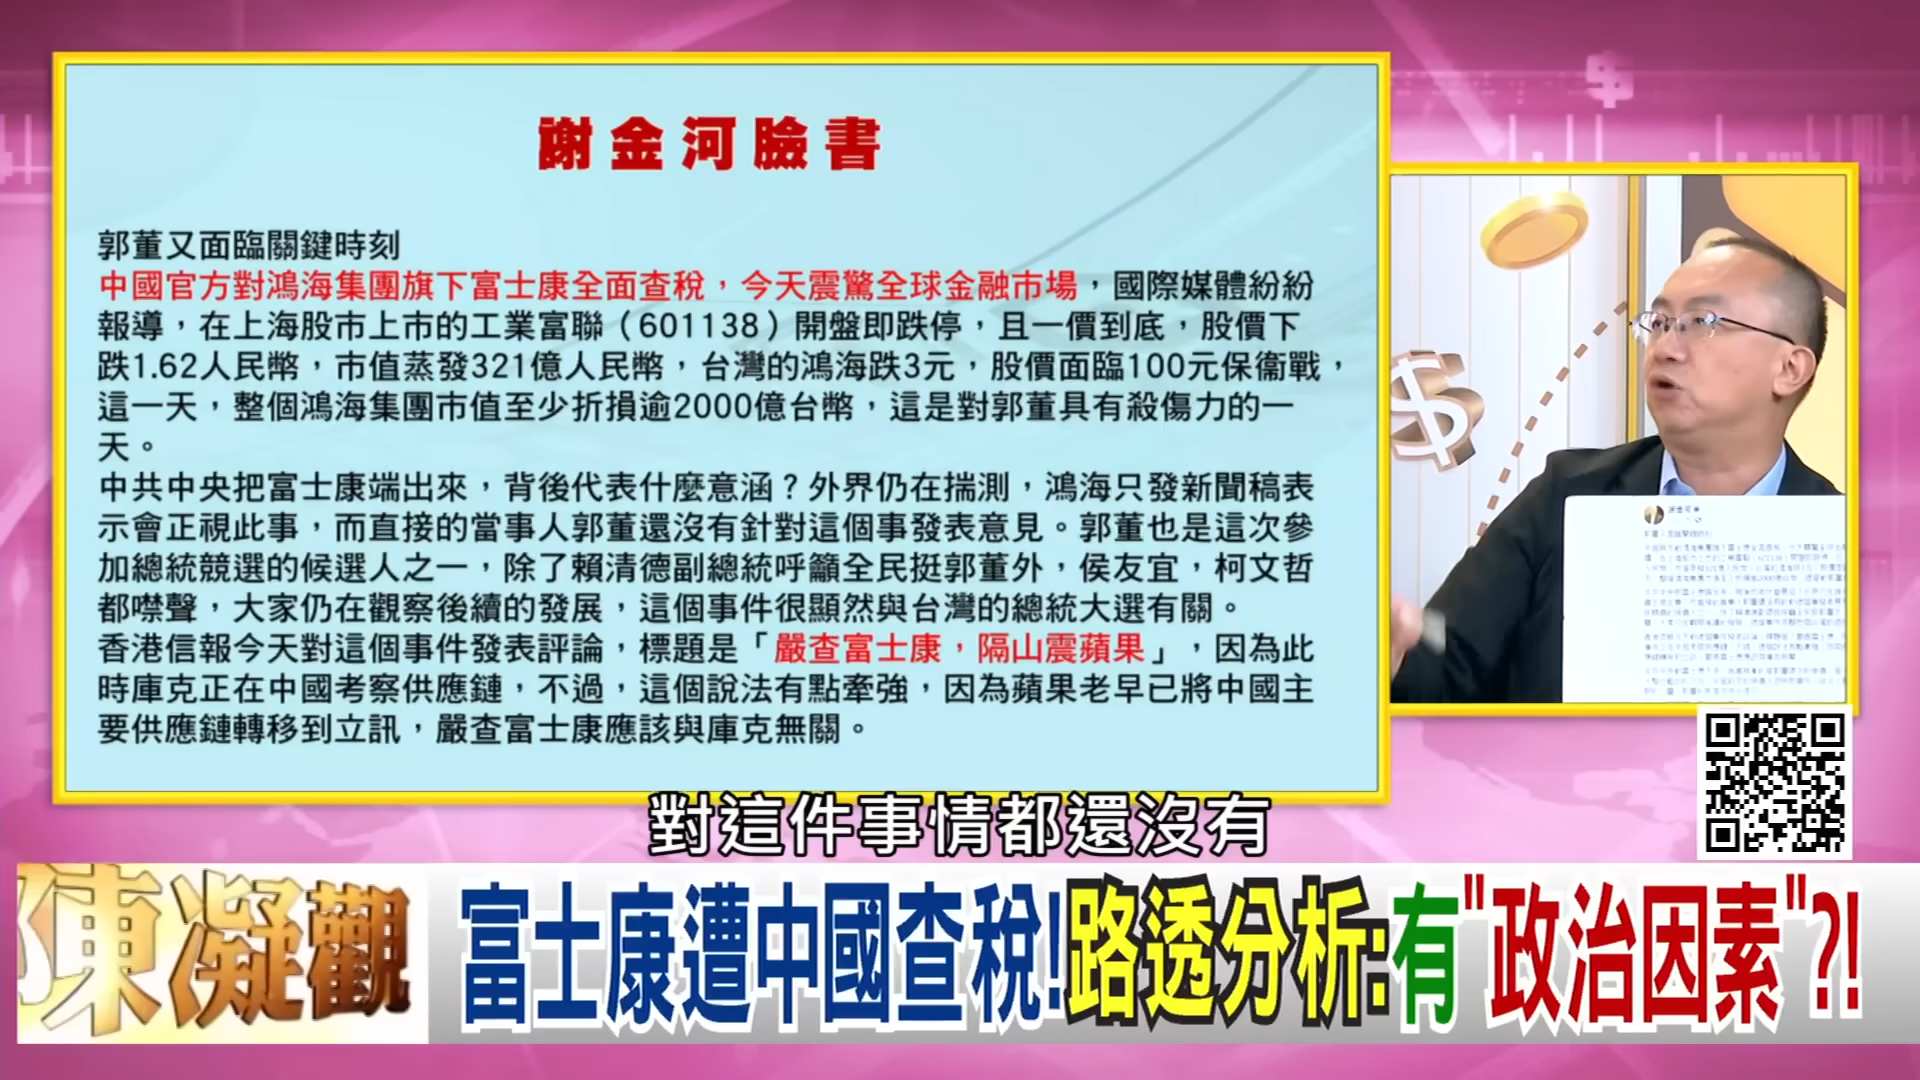 謝金河臉書
郭董又面臨關鍵時刻
中國官方對鴻海集團旗下富士康全面查稅，今天震驚全球金融市場，國際媒體紛紛
報導，在上海股市上市的工業富聯（601138）開盤即跌停，且一價到底，股價下
跌1.62人民幣，市值蒸發321億人民幣，台灣的鴻海跌3元，股價面臨100元保衛戰，
這一天，整個鴻海集團市值至少折損逾2000億台幣，這是對郭董具有殺傷力的一
天。
中共中央把富士康端出來，背後代表什麼意涵？外界仍在揣測，鴻海只發新聞稿表
示會正視此事，而直接的當事人郭董還沒有針對這個事發表意見。郭董也是這次參
加總統競選的候選人之一，除了賴清德副總統呼籲全民挺郭董外，侯友宜，柯文哲
都噤聲，大家仍在觀察後續的發展，這個事件很顯然與台灣的總統大選有關。
香港信報今天對這個事件發表評論，標題是「嚴查富士康，隔山震蘋果」，因為此
時庫克正在中國考察供應鏈，不過，這個說法有點牽強，因為蘋果老早已將中國主
要供應鏈轉移到立訊，嚴查富士康應該與庫克無關。
對這件事情都還沒有
陳凝觀
富士康遭中國查稅!路透分析:有"政治因素"?!